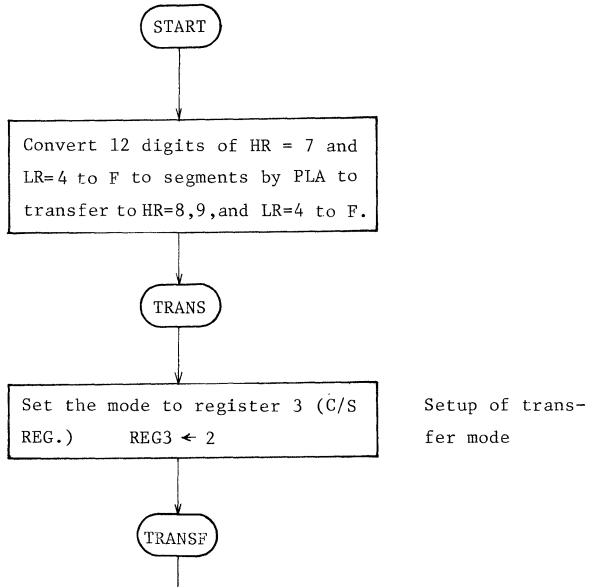 START
Convert 12 digits of HR = 7 and
LR=4 to F to segments by PLA to
transfer to HR=8,9,and LR=4 to F.
TRANS
Set the mode to register 3 (C/S
REG.) REG3 ← 2
Setup of trans-
fer mode
TRANSF